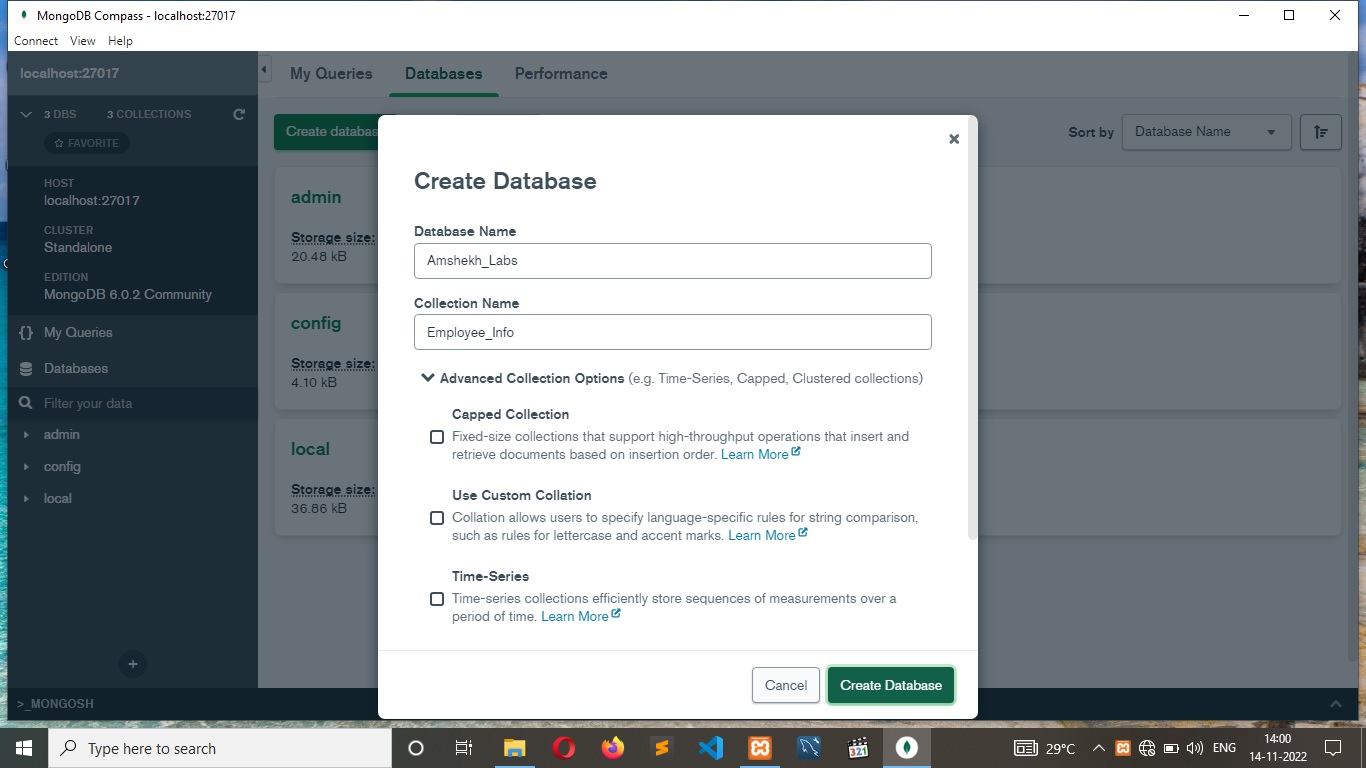 MongoDB Compass - localhost:27017
Connect View Help
localhost:27017
My Queries Databases Performance
3 DBS 3 COLLECTIONS
FAVORITE
HOST
localhost:27017
CLUSTER
Standalone
EDITION
MongoDB 6.0.2 Community
{} My Queries
Databases
Filter your data
admin
config
local
>_MONGOSH
Create databas
Sort by Database Name
admin
Storage size:
20.48 kB
config
Storage size:
4.10 kB
local
Storage size:
36.86 kB
Create Database
Database Name
Amshekh_Labs
Collection Name
Employee_Info
Advanced Collection Options (e.g. Time-Series, Capped, Clustered collections)
Capped Collection
Fixed-size collections that support high-throughput operations that insert and
retrieve documents based on insertion order. Learn More
Use Custom Collation
Collation allows users to specify language-specific rules for string comparison,
such as rules for lettercase and accent marks. Learn More
Time-Series
Time-series collections efficiently store sequences of measurements over a
period of time. Learn More
Cancel Create Database
Type here to search
321
29°C
ENG
14:00
14-11-2022